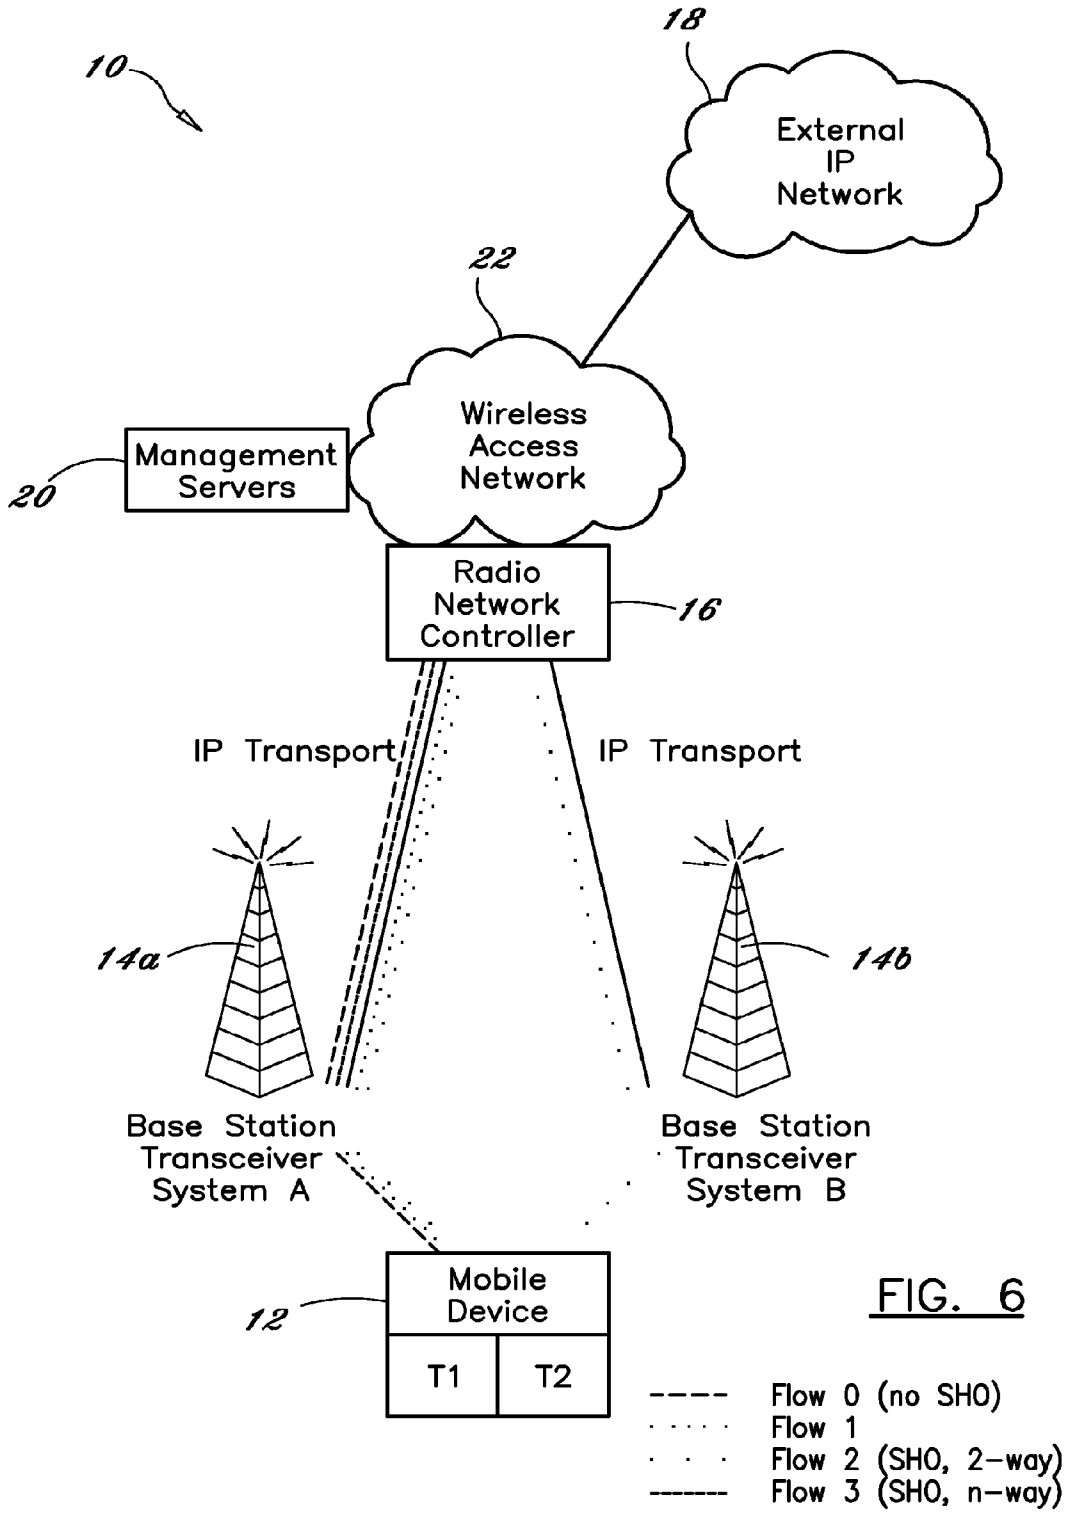 10
18
External
IP
Network
22
Wireless
Access
Network
Management
Servers
20
Radio
Network
Controller
16
IP Transport
IP Transport
14a
14b
Base Station
Transceiver
System A
Base Station
Transceiver
System B
Mobile
Device
12
T1
T2
FIG. 6
Flow 0 (no SHO)
Flow 1
Flow 2 (SHO, 2-way)
Flow 3 (SHO, n-way)